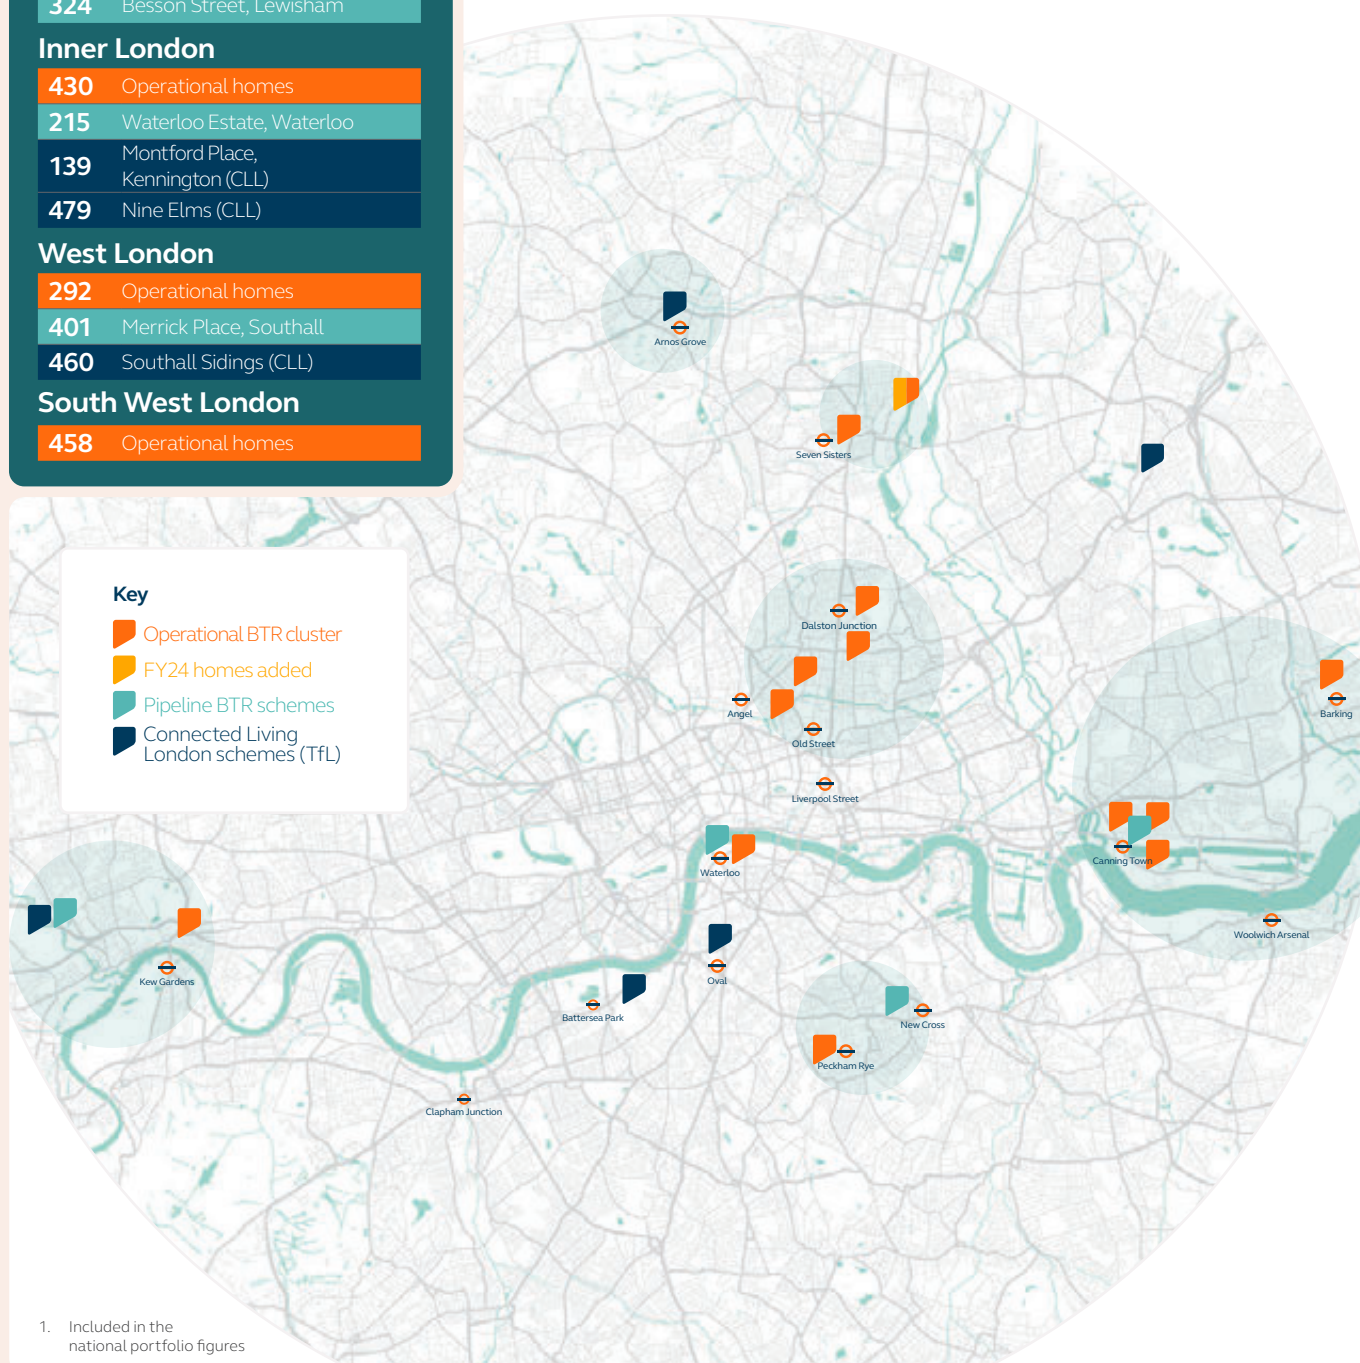 324 Besson Street, Lewisham
Inner London
430 Operational homes
215 Waterloo Estate, Waterloo
139 Montford Place,
Kennington (CLL)
479 Nine Elms (CLL)
West London
292 Operational homes
401 Merrick Place, Southall
460 Southall Sidings (CLL)
South West London
458 Operational homes
Key
Operational BTR cluster
FY24 homes added
Pipeline BTR schemes
Connected Living
London schemes (TfL)
Arnos Grove
Seven Sisters
Dalston Junction
Angel
Barking
Old Street
Liverpool Street
Canning Town
Waterloo
Woolwich Arsenal
Kew Gardens
Oval
Battersea Park
New Cross
Peckham Rye
Clapham Junction
1. Included in the
national portfolio figures